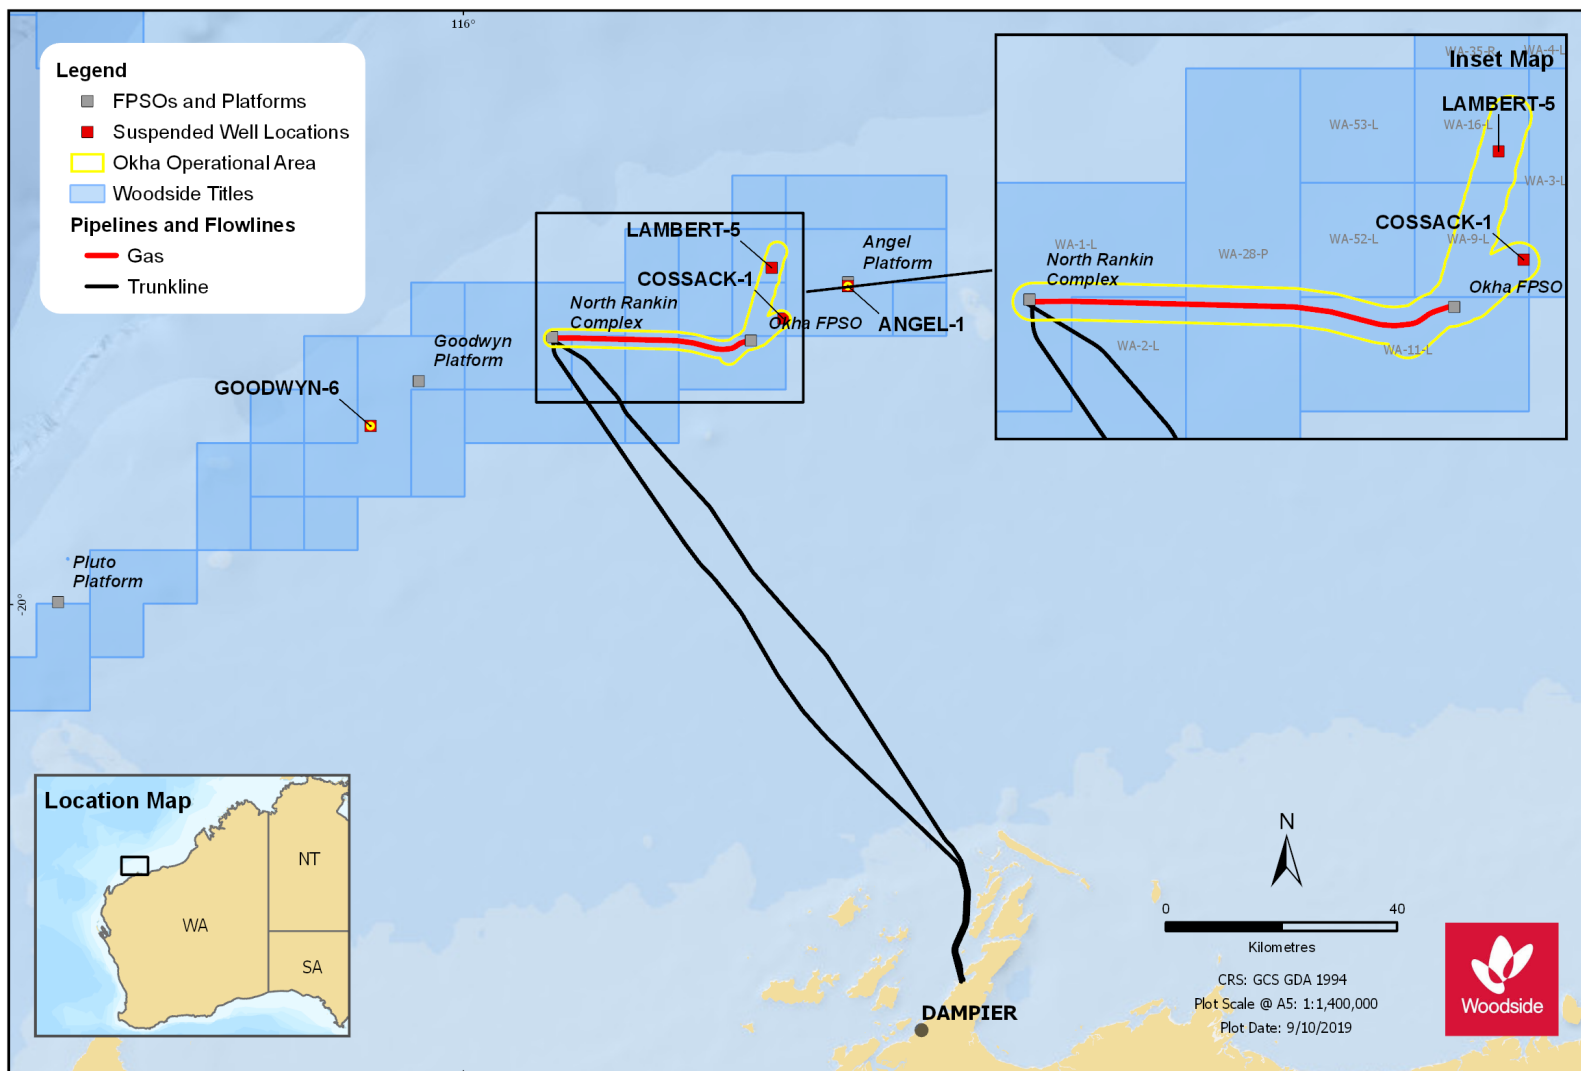 116°
Legend
FPSOs and Platforms
Suspended Well Locations
Okha Operational Area
Woodside Titles
Pipelines and Flowlines
Gas
Trunkline
Inset Map
WA-35-R
WA-4-L
LAMBERT-5
WA-53-L
WA-16-L
WA-3-L
COSSACK-1
WA-1-L
WA-28-P
WA-52-L
WA-9-L
North Rankin
Complex
Okha FPSO
WA-2-L
WA-11-L
LAMBERT-5
COSSACK-1
Angel
Platform
North Rankin
Complex
Okha FPSO
ANGEL-1
Goodwyn
Platform
GOODWYN-6
Pluto
Platform
-20°
Location Map
NT
WA
SA
N
0 40
Kilometres
CRS: GCS GDA 1994
Plot Scale @ A5: 1:1,400,000
Plot Date: 9/10/2019
Woodside
DAMPIER